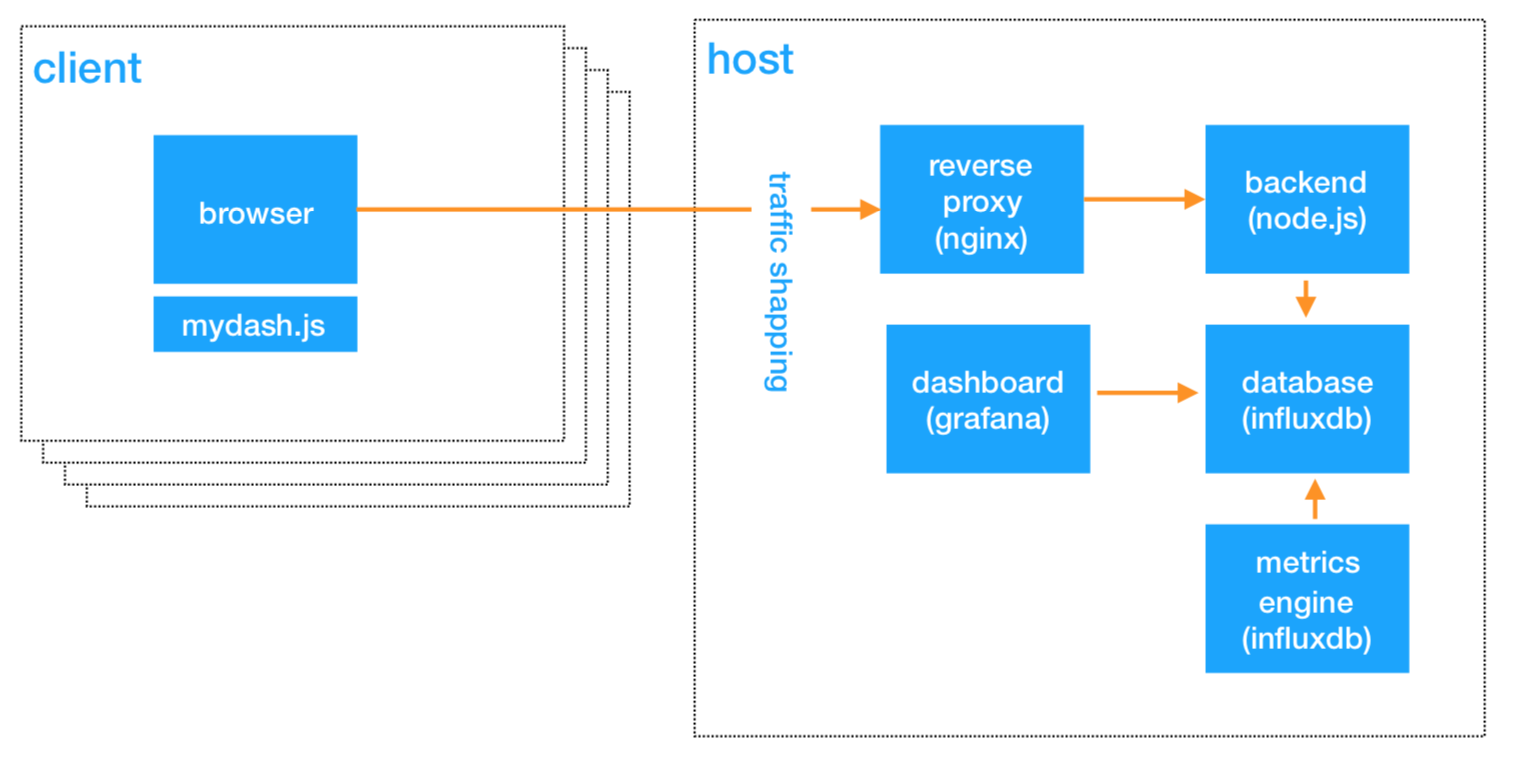 client
browser
mydash.js
host
traffic shapping
reverse
proxy
(nginx)
backend
(node.js)
dashboard
(grafana)
database
(influxdb)
metrics
engine
(influxdb)